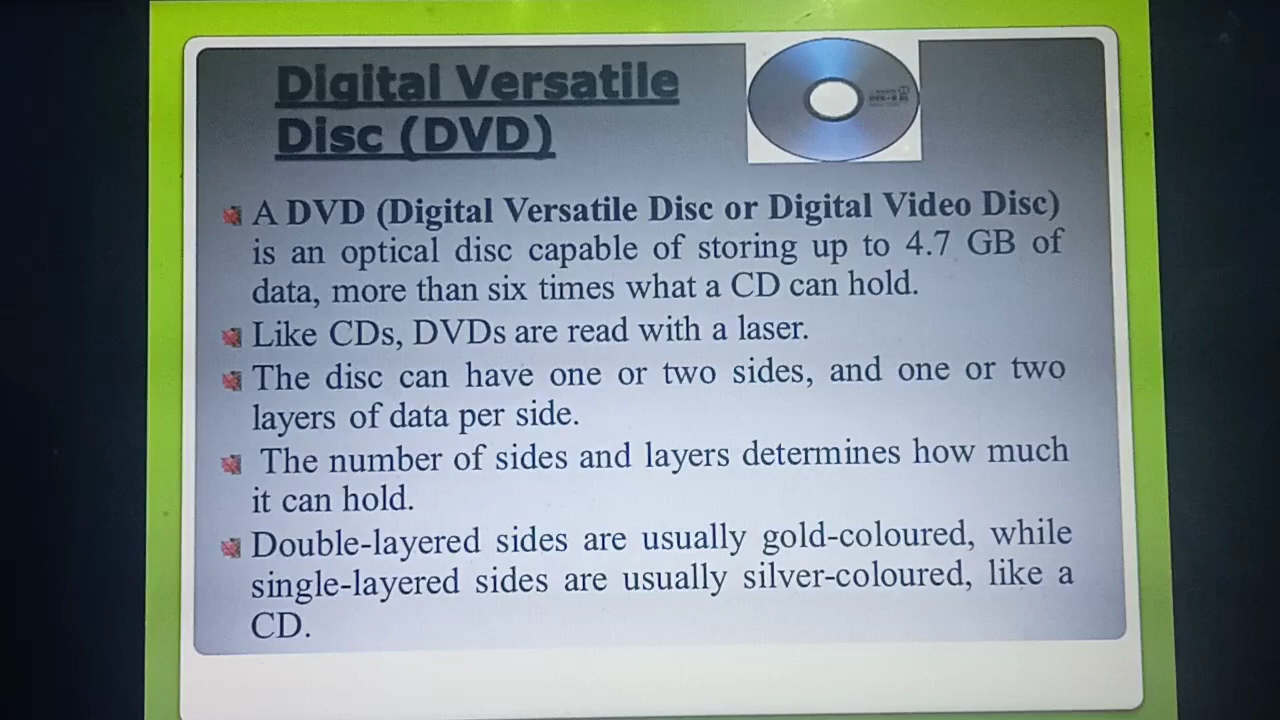 Digital Versatile
Disc (DVD)
A DVD (Digital Versatile Disc or Digital Video Disc)
is an optical disc capable of storing up to 4.7 GB of
data, more than six times what a CD can hold.
Like CDs, DVDs are read with a laser.
The disc can have one or two sides, and one or two
layers of data per side.
The number of sides and layers determines how much
it can hold.
Double-layered sides are usually gold-coloured, while
single-layered sides are usually silver-coloured, like a
CD.